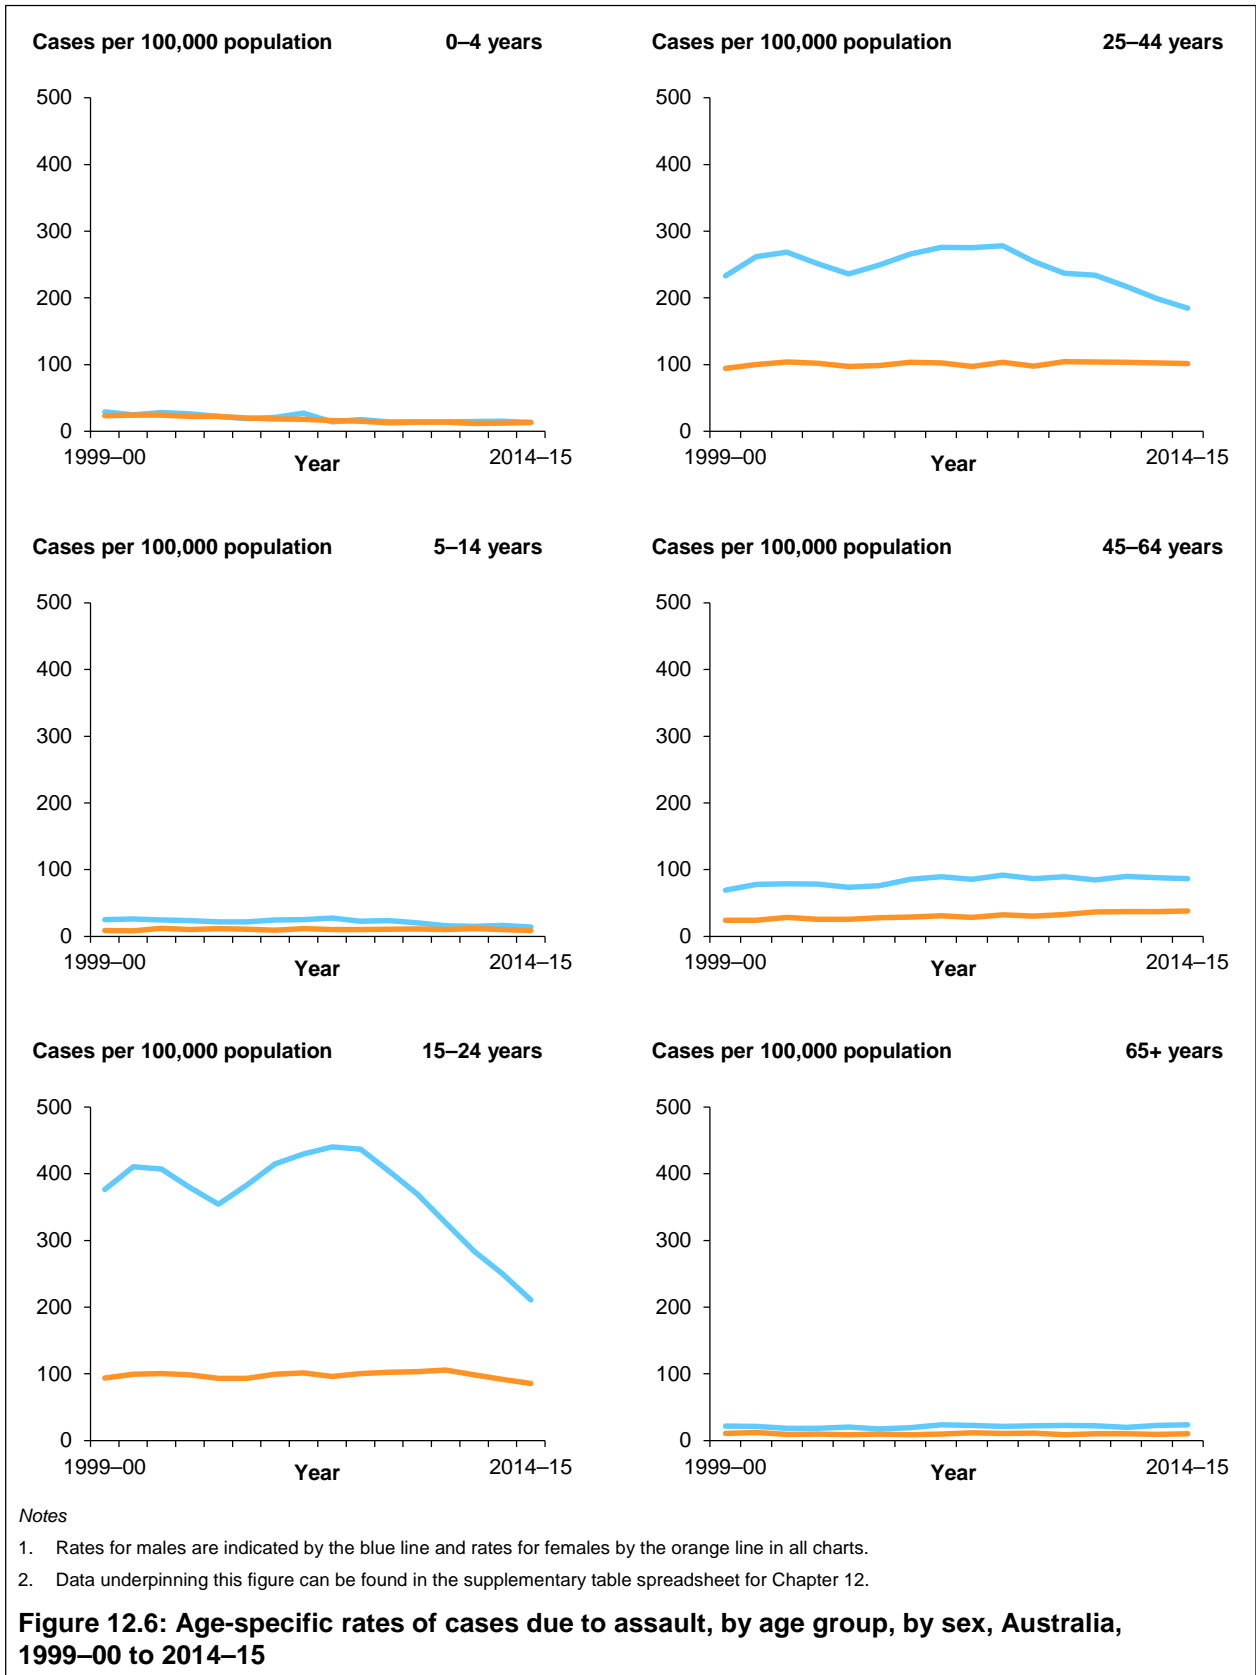 Cases per 100,000 population 0–4 years
500
400
300
200
100
0
1999–00 Year 2014–15
Cases per 100,000 population 25–44 years
500
400
300
200
100
0
1999–00 Year 2014–15
Cases per 100,000 population 5–14 years
500
400
300
200
100
0
1999–00 Year 2014–15
Cases per 100,000 population 45–64 years
500
400
300
200
100
0
1999–00 Year 2014–15
Cases per 100,000 population 15–24 years
500
400
300
200
100
0
1999–00 Year 2014–15
Cases per 100,000 population 65+ years
500
400
300
200
100
0
1999–00 Year 2014–15
Notes
1. Rates for males are indicated by the blue line and rates for females by the orange line in all charts.
2. Data underpinning this figure can be found in the supplementary table spreadsheet for Chapter 12.
Figure 12.6: Age-specific rates of cases due to assault, by age group, by sex, Australia,
1999–00 to 2014–15